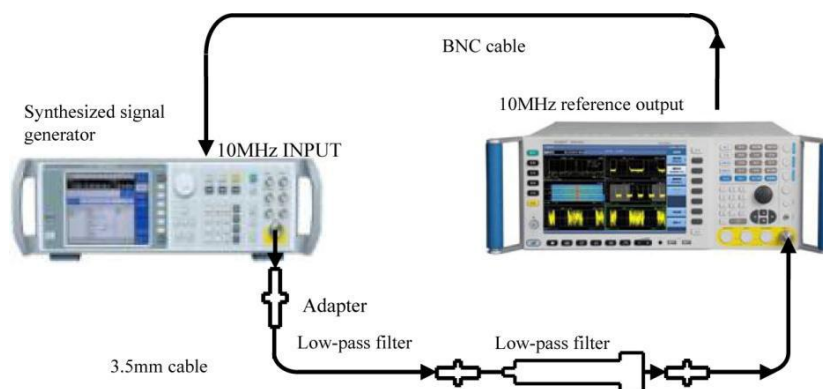 BNC cable
Synthesized signal
generator
10MHz reference output
10MHz INPUT
Adapter
Low-pass filter
Low-pass filter
3.5mm cable